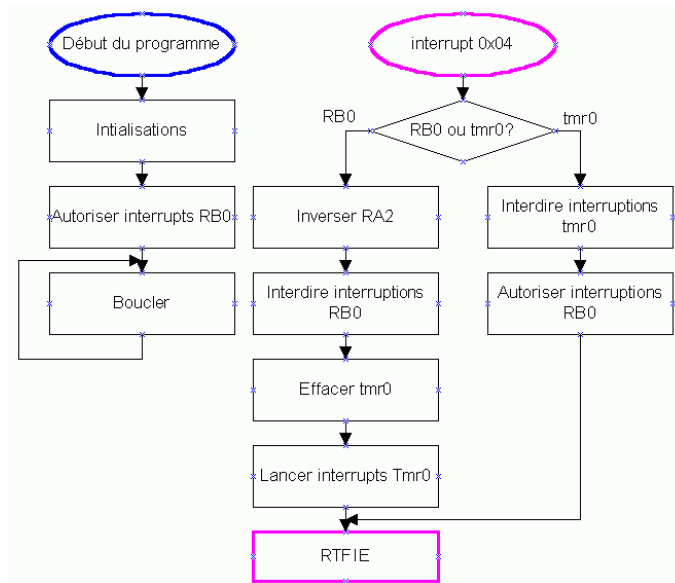 Début du programme
Intialisations
Autoriser interrupts RB0
Boucler
interrupt 0x04
RB0 ou tmr0?
RB0
tmr0
Inverser RA2
Interdire interruptions
RB0
Effacer tmr0
Lancer interrupts Tmr0
Interdire interruptions
tmr0
Autoriser interruptions
RB0
RTFIE